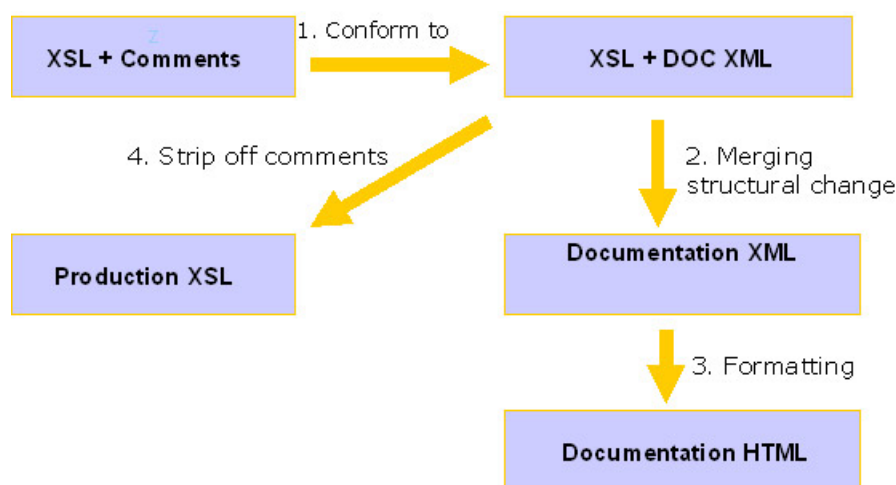 z
1. Conform to
XSL + Comments
XSL + DOC XML
4. Strip off comments
2. Merging
structural change
Production XSL
Documentation XML
3. Formatting
Documentation HTML